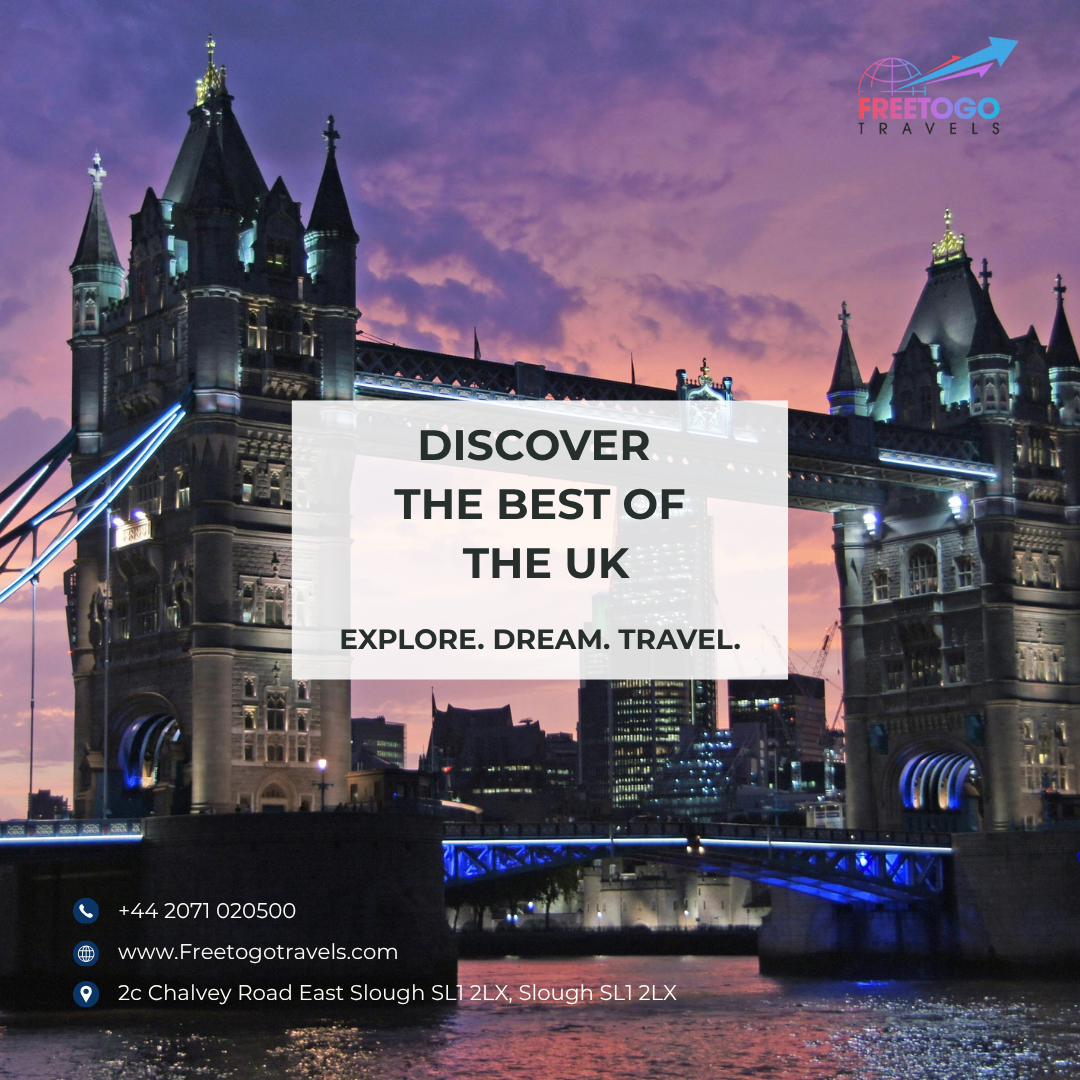 FREETOGO
TRAVELS
DISCOVER
THE BEST OF
THE UK
EXPLORE. DREAM. TRAVEL.
+44 2071 020500
www.Freetogotravels.com
2c Chalvey Road East Slough SL1 2LX, Slough SL1 2LX